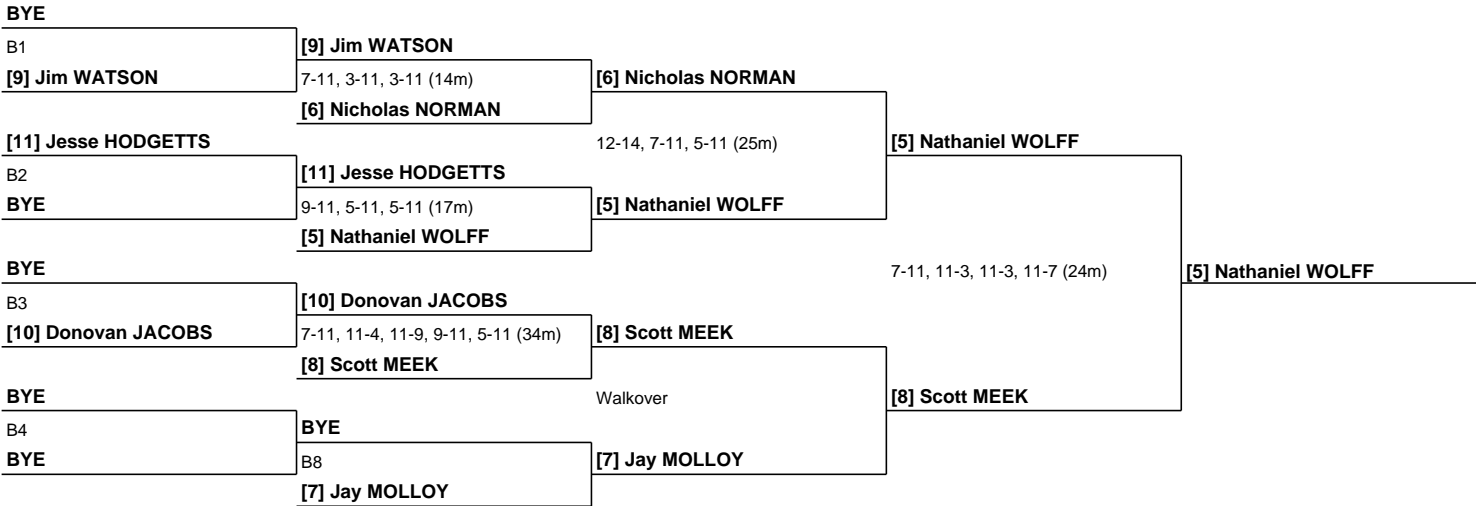 BYE
B1
[9] Jim WATSON
[9] Jim WATSON
7-11, 3-11, 3-11 (14m)
[6] Nicholas NORMAN
[6] Nicholas NORMAN
[11] Jesse HODGETTS
12-14, 7-11, 5-11 (25m)
[5] Nathaniel WOLFF
B2
[11] Jesse HODGETTS
BYE
9-11, 5-11, 5-11 (17m)
[5] Nathaniel WOLFF
[5] Nathaniel WOLFF
BYE
7-11, 11-3, 11-3, 11-7 (24m)
[5] Nathaniel WOLFF
B3
[10] Donovan JACOBS
[10] Donovan JACOBS
7-11, 11-4, 11-9, 9-11, 5-11 (34m)
[8] Scott MEEK
[8] Scott MEEK
BYE
Walkover
[8] Scott MEEK
B4
BYE
BYE
B8
[7] Jay MOLLOY
[7] Jay MOLLOY